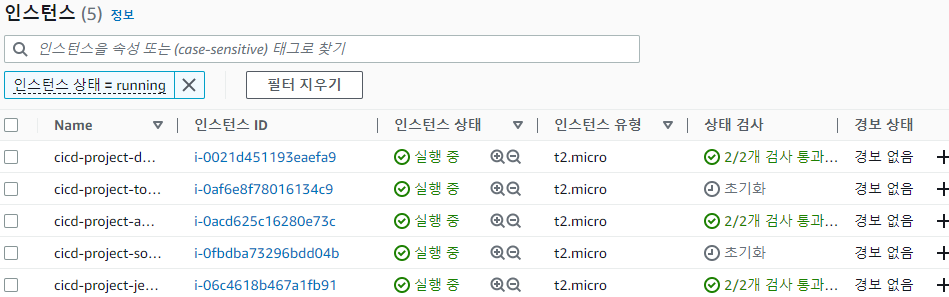 인스턴스 (5) 정보
인스턴스을 속성 또는 (case-sensitive) 태그로 찾기
인스턴스 상태 = running 필터 지우기
Name 인스턴스 ID 인스턴스 상태 인스턴스 유형 상태 검사 경보 상태
cicd-project-d... i-0021d451193eaefa9 실행 중 t2.micro 2/2개 검사 통과... 경보 없음
cicd-project-to... i-0af6e8f78016134c9 실행 중 t2.micro 초기화 경보 없음
cicd-project-a... i-0acd625c16280e73c 실행 중 t2.micro 2/2개 검사 통과... 경보 없음
cicd-project-so... i-0fbdba73296bdd04b 실행 중 t2.micro 초기화 경보 없음
cicd-project-je... i-06c4618b467a1fb91 실행 중 t2.micro 2/2개 검사 통과... 경보 없음